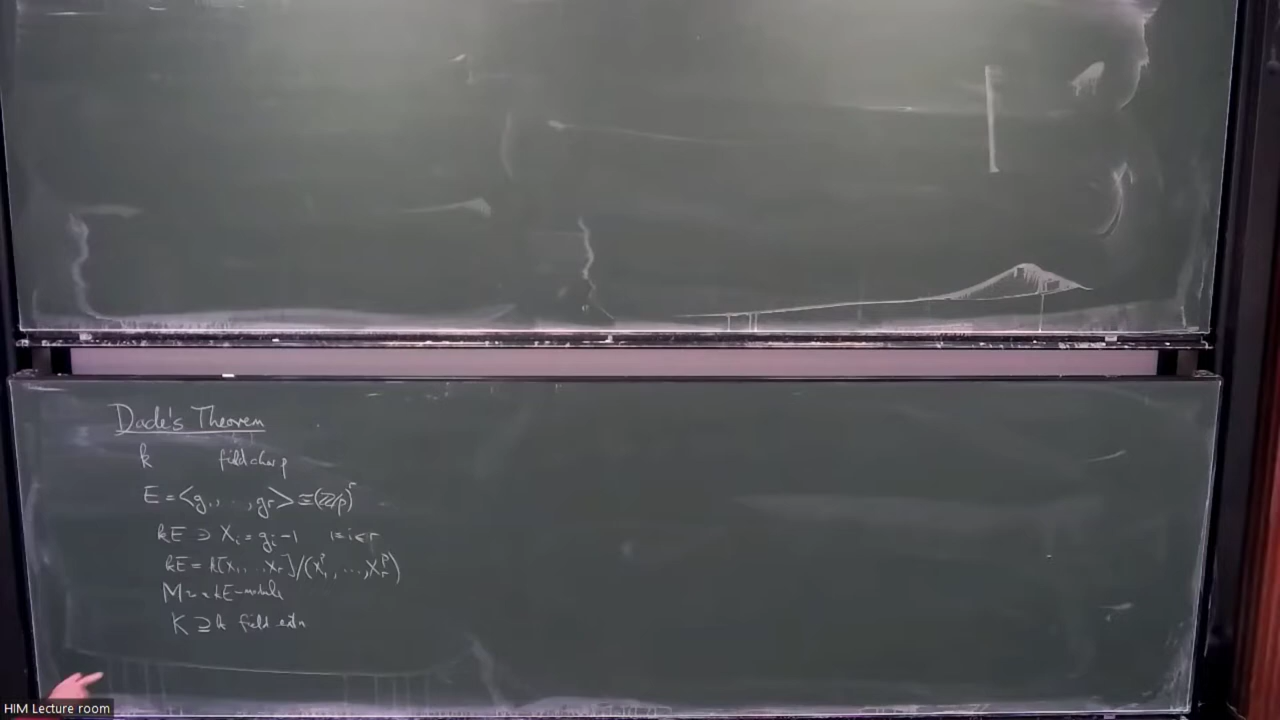 Dade's Theorem
k field char p
E = <g₁, ..., gᵣ> ≅ (ℤ/p)ʳ
kE ∋ Xᵢ = gᵢ - 1 1≤i≤r
kE = k[X₁, ..., Xᵣ]/(X₁ᵖ, ..., Xᵣᵖ)
M kE-module
K ⊇ k field extn
HIM Lecture room